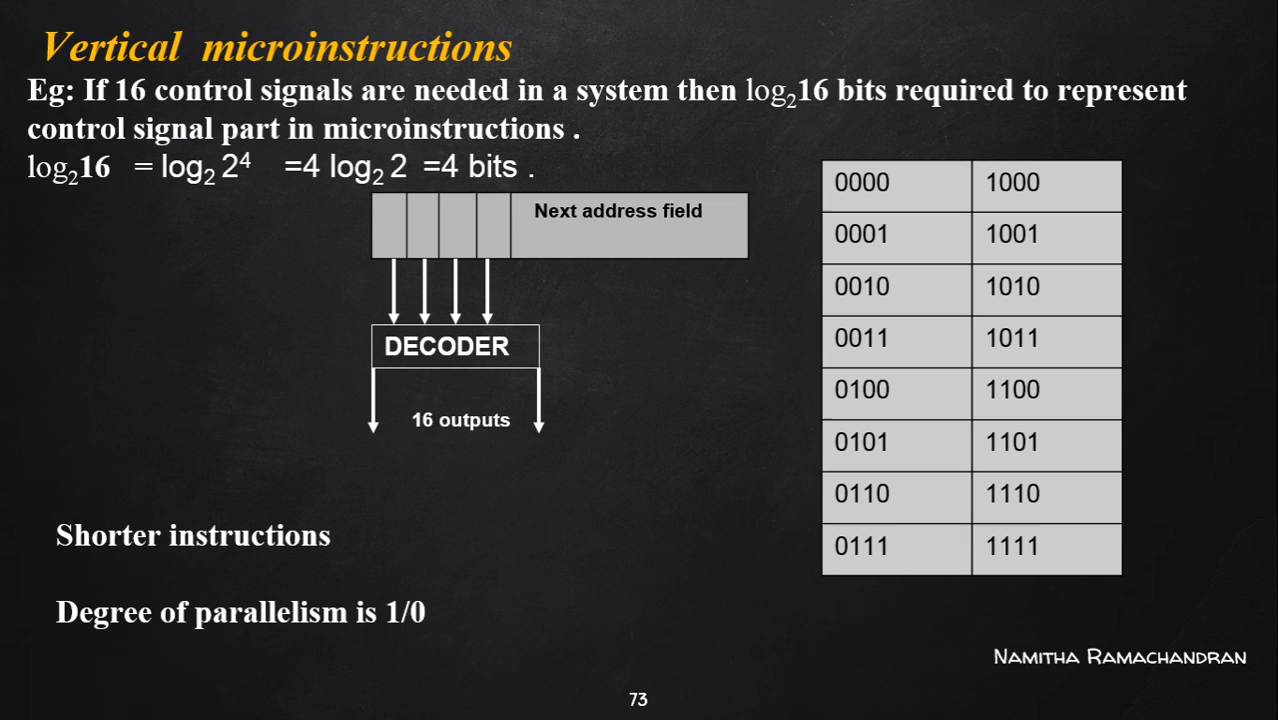 Vertical microinstructions
Eg: If 16 control signals are needed in a system then log₂16 bits required to represent
control signal part in microinstructions .
log₂16 = log₂ 2⁴ =4 log₂ 2 =4 bits .
Next address field
DECODER
16 outputs
0000 1000
0001 1001
0010 1010
0011 1011
0100 1100
0101 1101
0110 1110
0111 1111
Shorter instructions
Degree of parallelism is 1/0
Namitha Ramachandran
73